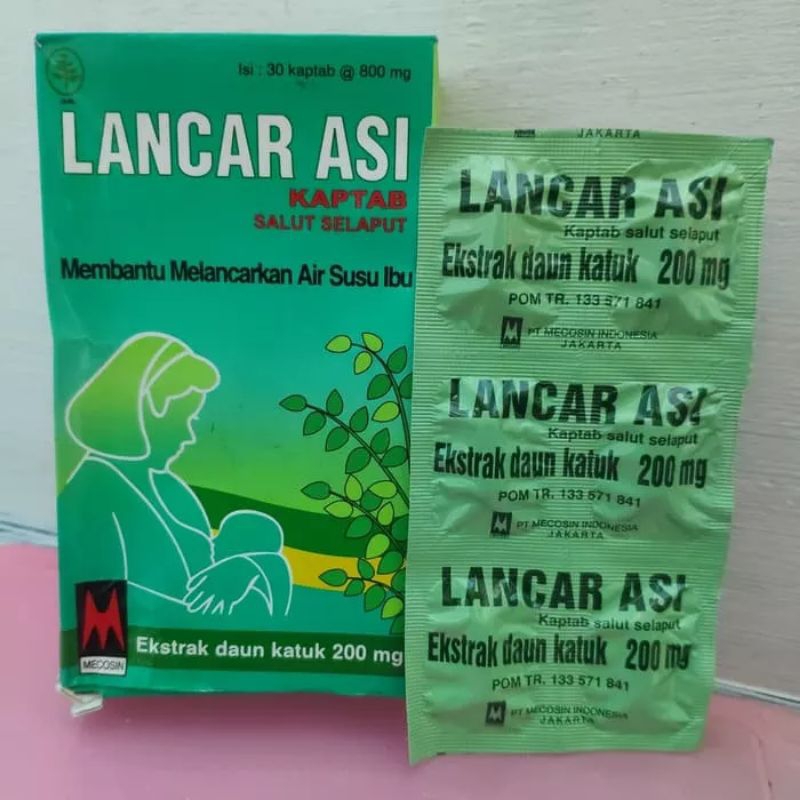 Isi : 30 kaptab @ 800 mg
LANCAR ASI
KAPTAB
SALUT SELAPUT
Membantu Melancarkan Air Susu Ibu
MECOSIN
Ekstrak daun katuk 200 mg
JAKARTA
LANCAR ASI
Kaptab salut selaput
Ekstrak daun katuk 200 mg
POM TR. 133 571 841
PT MECOSIN INDONESIA
JAKARTA
LANCAR ASI
Kaptab salut selaput
Ekstrak daun katuk 200 mg
POM TR. 133 571 841
PT MECOSIN INDONESIA
JAKARTA
LANCAR ASI
Kaptab salut selaput
Ekstrak daun katuk 200 mg
POM TR. 133 571 841
PT MECOSIN INDONESIA
JAKARTA